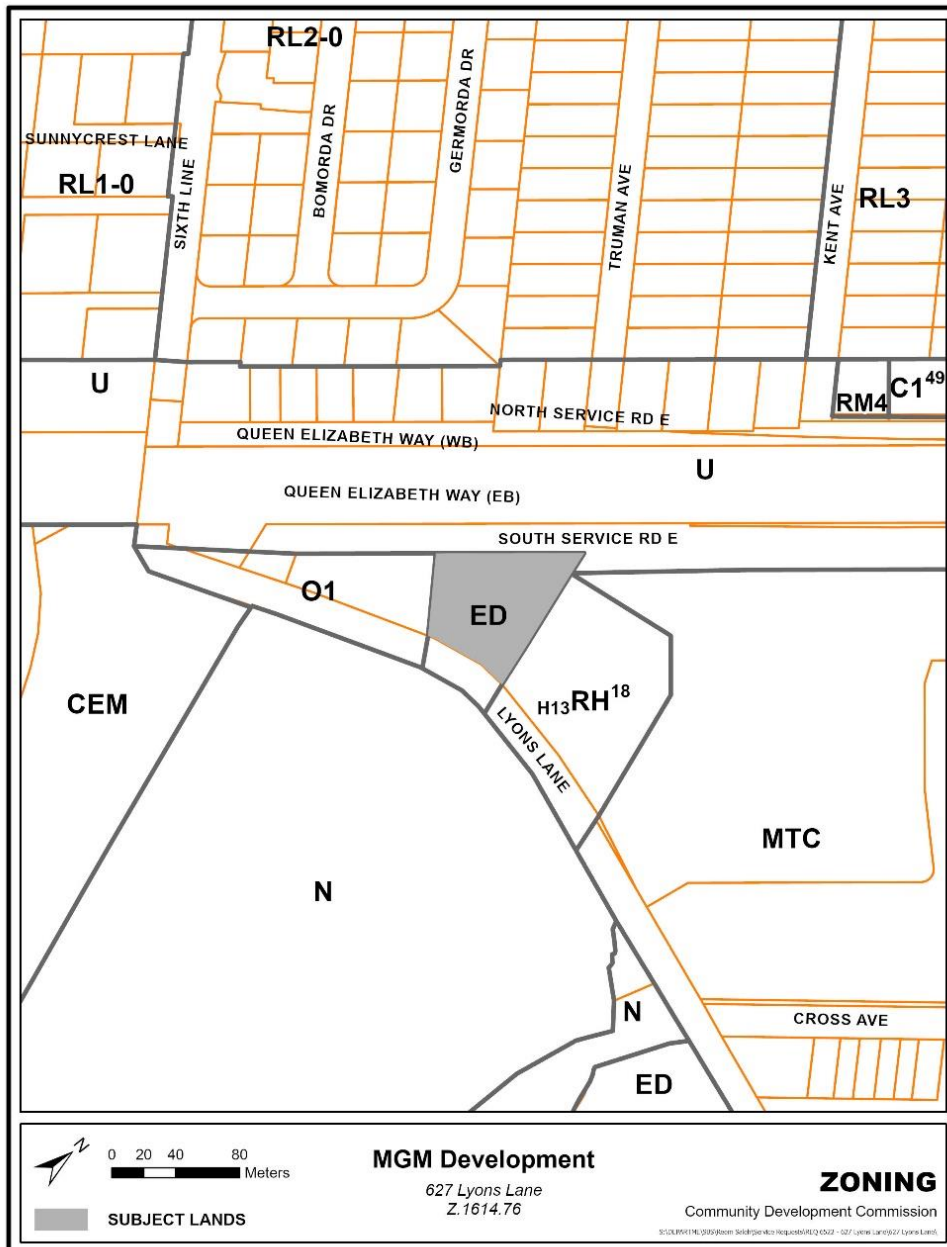 RL2-0
SUNNYCREST LANE
RL1-0
SIXTH LINE
BOMORDA DR
GERMORDA DR
TRUMAN AVE
KENT AVE
RL3
U
RM4
C1⁴⁹
NORTH SERVICE RD E
QUEEN ELIZABETH WAY (WB)
U
QUEEN ELIZABETH WAY (EB)
SOUTH SERVICE RD E
O1
ED
CEM
H13RH¹⁸
LYONS LANE
MTC
N
N
CROSS AVE
ED
N
0 20 40 80
Meters
SUBJECT LANDS
MGM Development
627 Lyons Lane
Z.1614.76
ZONING
Community Development Commission